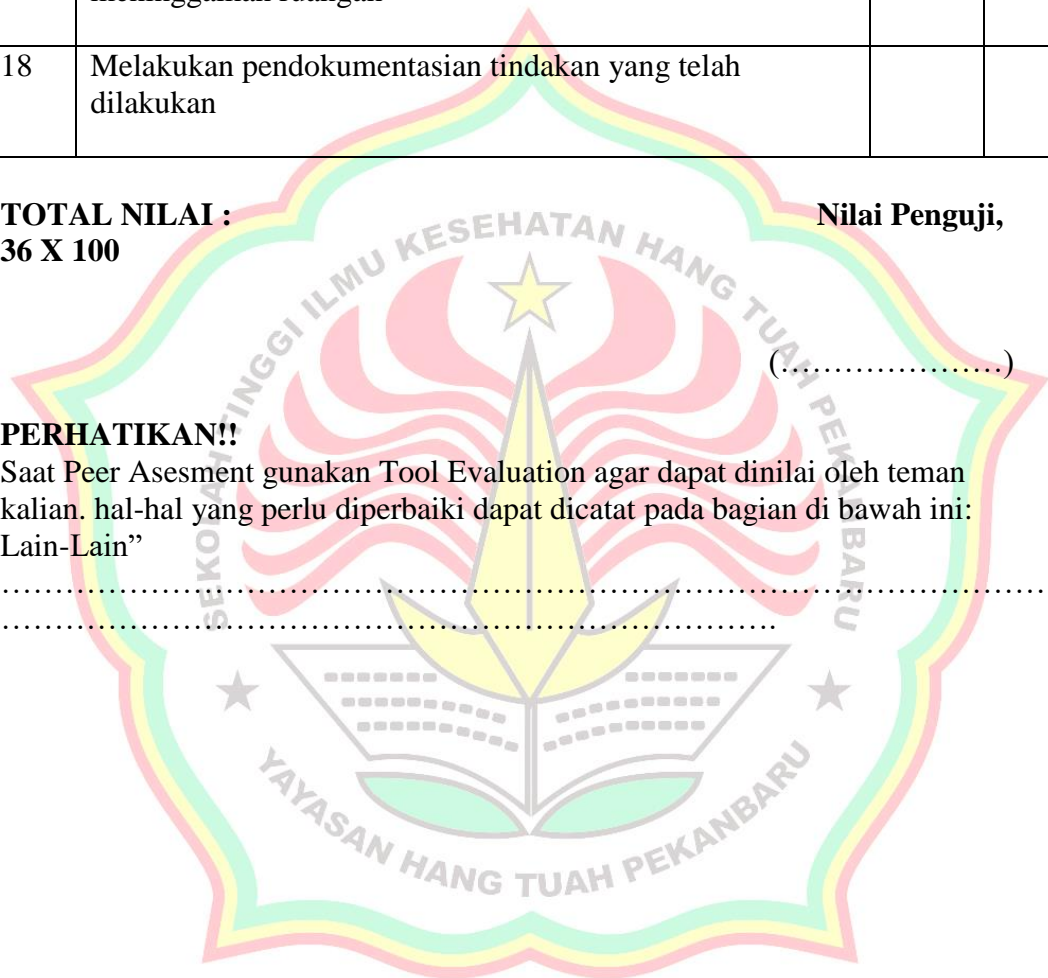 meninggalkan ruangan
18 Melakukan pendokumentasian tindakan yang telah
dilakukan
TOTAL NILAI : Nilai Penguji,
36 X 100
(…………………)
PERHATIKAN!!
Saat Peer Asesment gunakan Tool Evaluation agar dapat dinilai oleh teman
kalian. hal-hal yang perlu diperbaiki dapat dicatat pada bagian di bawah ini:
Lain-Lain”
………………………………………………………………………………………
……………………………………………………………….
SEKOLAH TINGGI ILMU KESEHATAN HANG TUAH PEKANBARU
YAYASAN HANG TUAH PEKANBARU